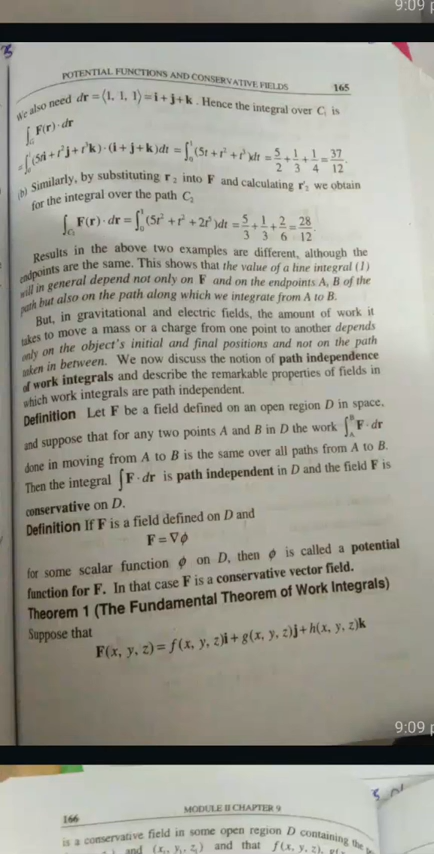 9:09 p
3
POTENTIAL FUNCTIONS AND CONSERVATIVE FIELDS 165
We also need dr = ⟨1, 1, 1⟩ = i + j + k . Hence the integral over C₁ is
∫_C₁ F(r) · dr
= ∫₀¹ (5ti + t²j + t³k) · (i + j + k)dt = ∫₀¹ (5t + t² + t³)dt = 5/2 + 1/3 + 1/4 = 37/12
(b) Similarly, by substituting r₂ into F and calculating r'₂ we obtain
for the integral over the path C₂
∫_C₂ F(r) · dr = ∫₀¹ (5t² + t² + 2t⁵)dt = 5/3 + 1/3 + 2/6 = 28/12
Results in the above two examples are different, although the
endpoints are the same. This shows that the value of a line integral (1)
will in general depend not only on F and on the endpoints A, B of the
path but also on the path along which we integrate from A to B.
But, in gravitational and electric fields, the amount of work it
takes to move a mass or a charge from one point to another depends
only on the object's initial and final positions and not on the path
taken in between. We now discuss the notion of path independence
of work integrals and describe the remarkable properties of fields in
which work integrals are path independent.
Definition Let F be a field defined on an open region D in space,
and suppose that for any two points A and B in D the work ∫_A^B F · dr
done in moving from A to B is the same over all paths from A to B.
Then the integral ∫F · dr is path independent in D and the field F is
conservative on D.
Definition If F is a field defined on D and
F = ∇φ
for some scalar function φ on D, then φ is called a potential
function for F. In that case F is a conservative vector field.
Theorem 1 (The Fundamental Theorem of Work Integrals)
Suppose that
F(x, y, z) = f(x, y, z)i + g(x, y, z)j + h(x, y, z)k
9:09 p
166 MODULE II CHAPTER 9
is a conservative field in some open region D containing the
and (x₁, y₁, z₁) and that f(x, y, z),